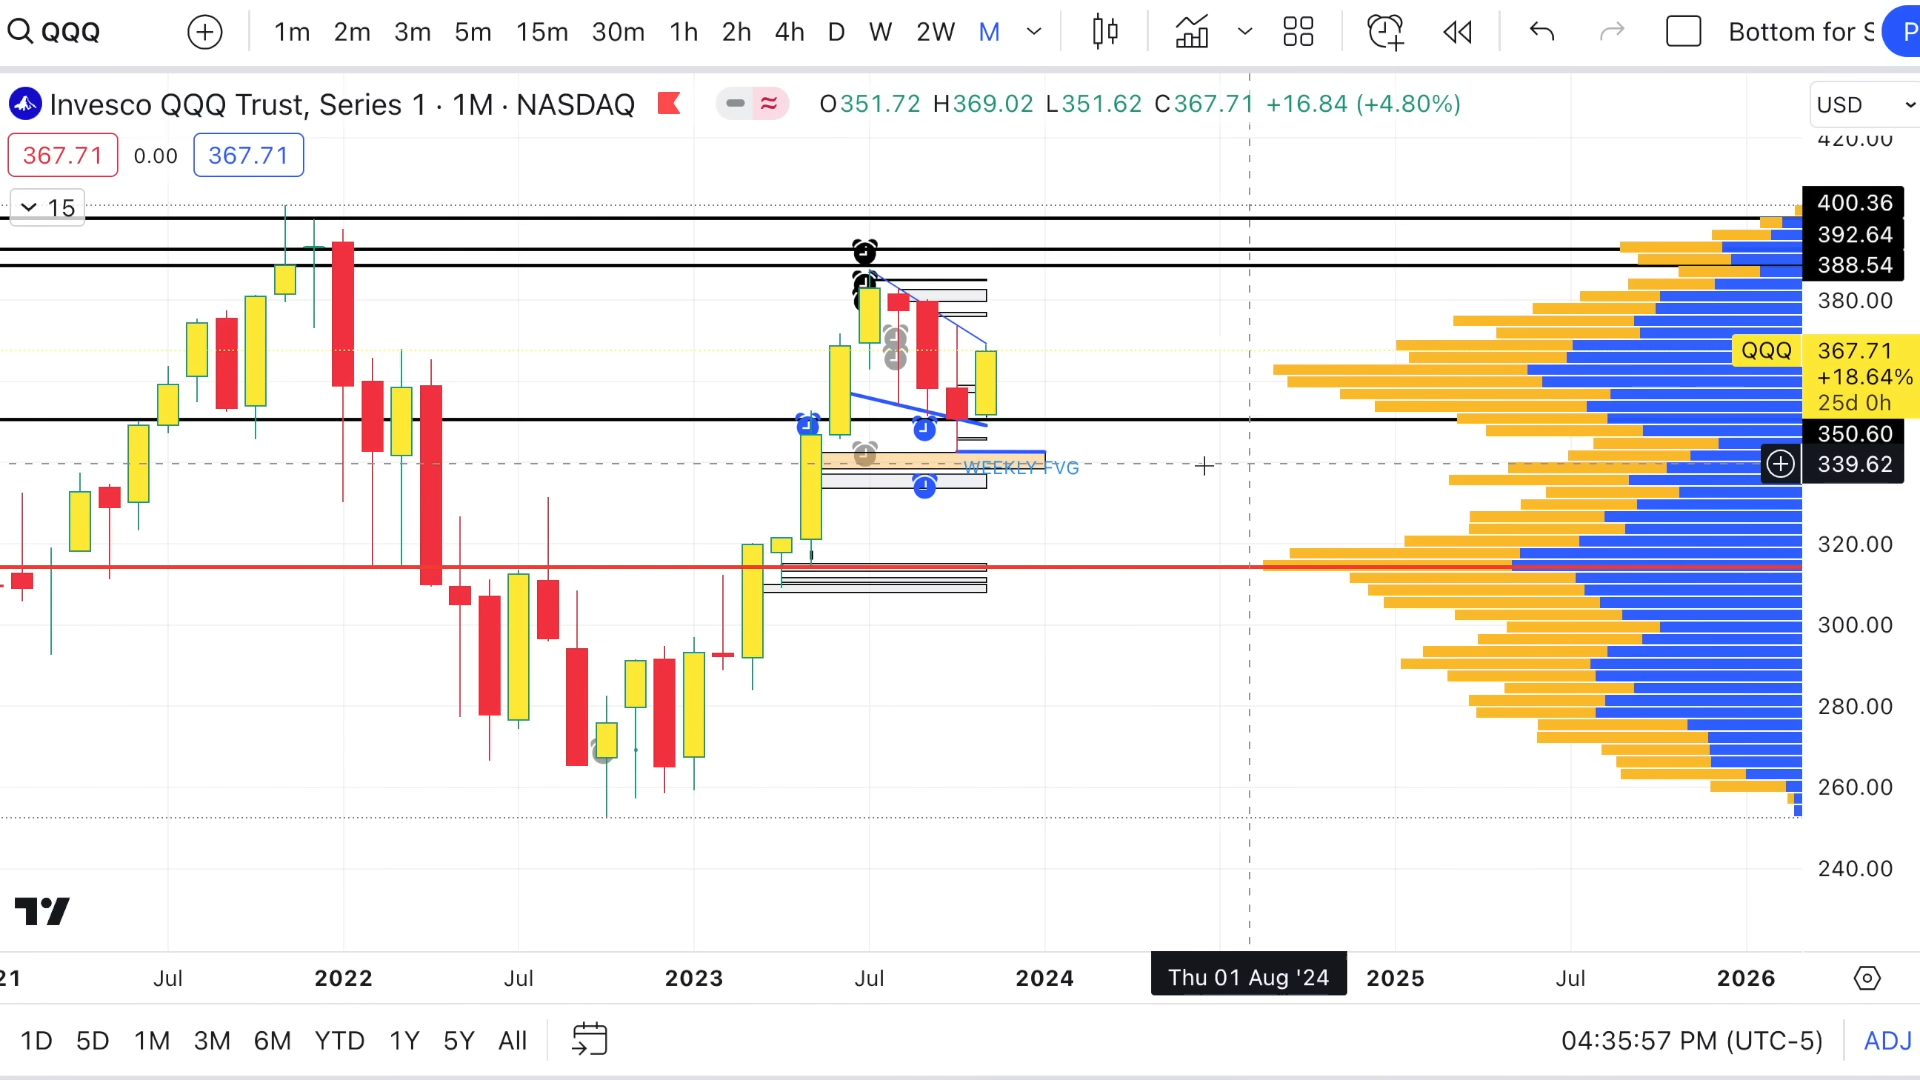 QQQ 1m 2m 3m 5m 15m 30m 1h 2h 4h D W 2W M Bottom for S P
Invesco QQQ Trust, Series 1 · 1M · NASDAQ O351.72 H369.02 L351.62 C367.71 +16.84 (+4.80%) USD
367.71 0.00 367.71
420.00
15
400.36
392.64
388.54
380.00
QQQ 367.71
+18.64%
25d 0h
350.60
339.62
WEEKLY FVG
320.00
300.00
280.00
260.00
240.00
21 Jul 2022 Jul 2023 Jul 2024 Thu 01 Aug '24 2025 Jul 2026
1D 5D 1M 3M 6M YTD 1Y 5Y All 04:35:57 PM (UTC-5) ADJ